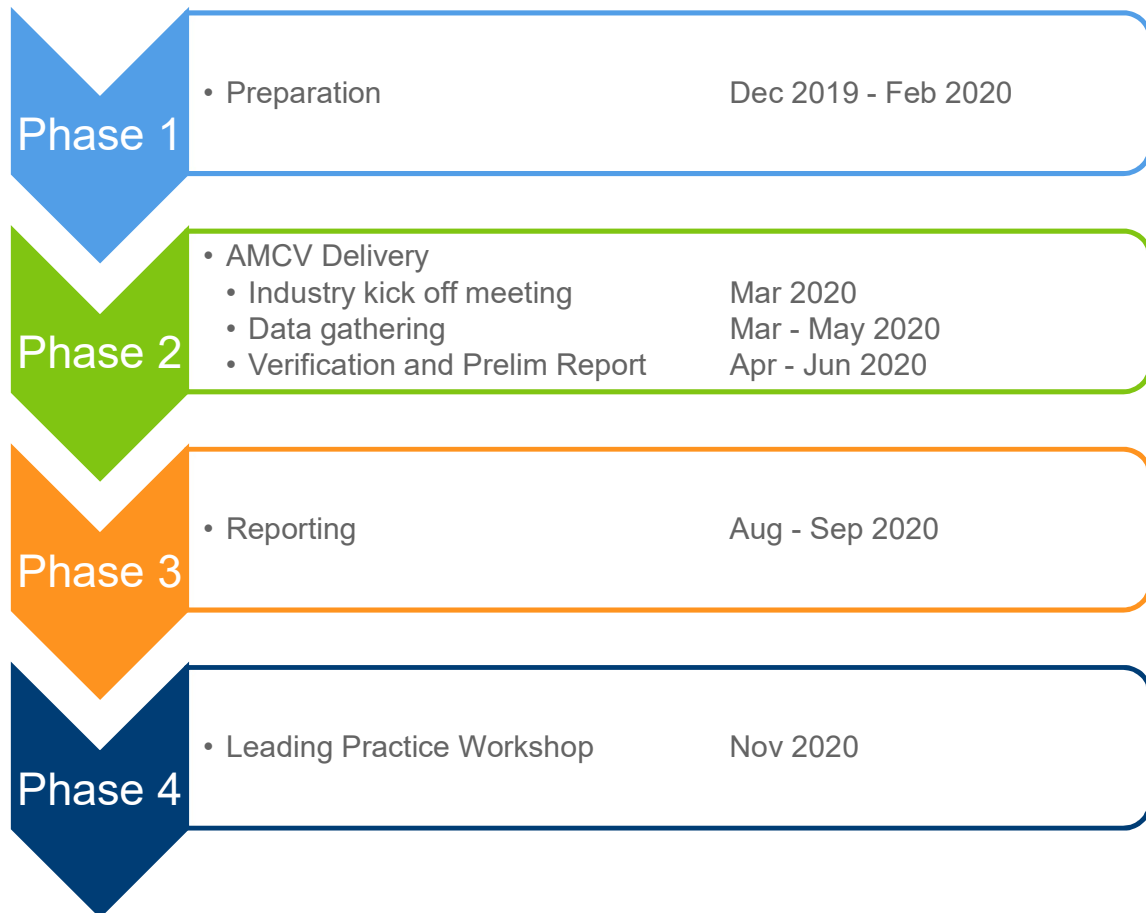 Phase 1
• Preparation Dec 2019 - Feb 2020
Phase 2
• AMCV Delivery
• Industry kick off meeting Mar 2020
• Data gathering Mar - May 2020
• Verification and Prelim Report Apr - Jun 2020
Phase 3
• Reporting Aug - Sep 2020
Phase 4
• Leading Practice Workshop Nov 2020